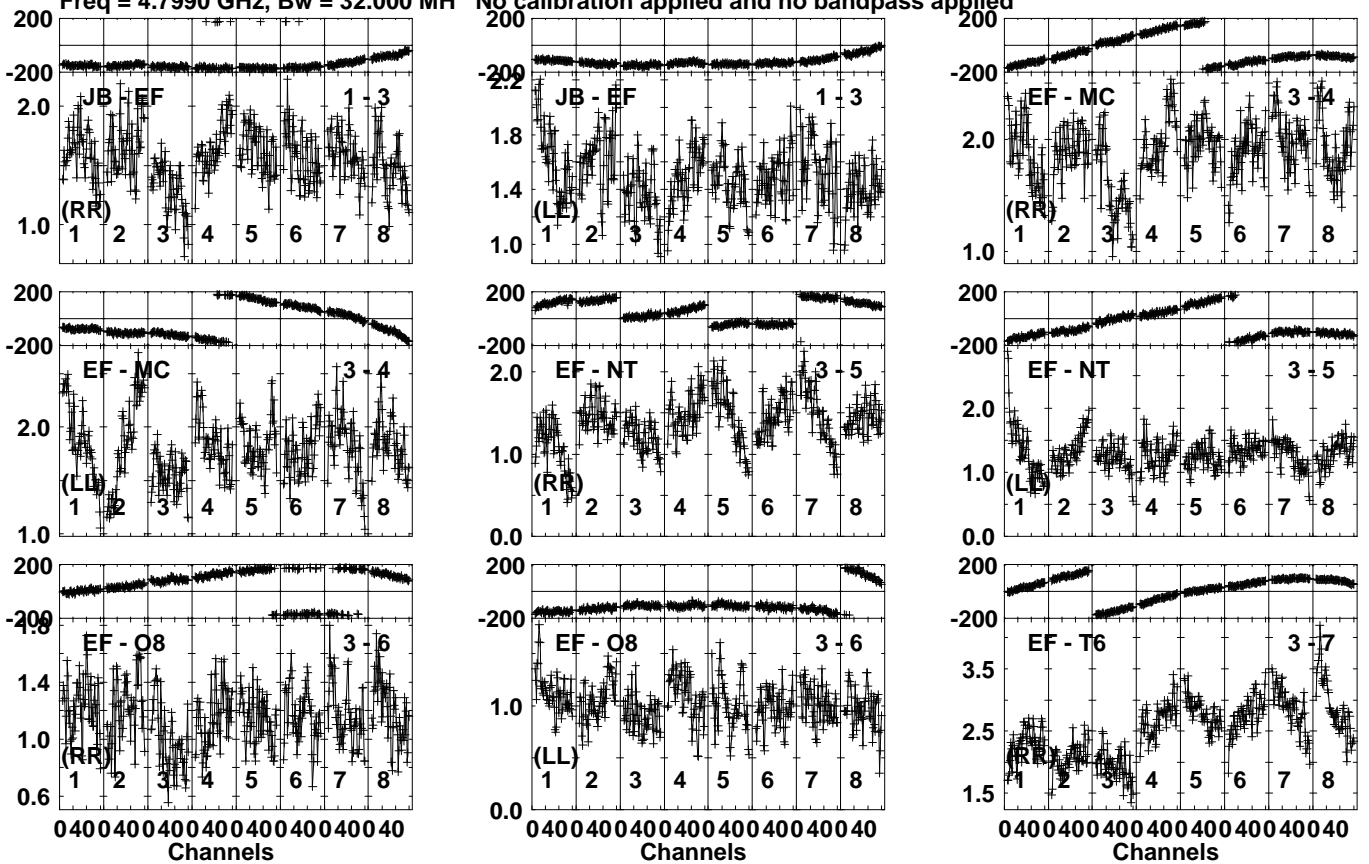 Freq = 4.7990 GHz, Bw = 32.000 MH No calibration applied and no bandpass applied
200
-200
JB - EF 1 - 3
2.0
1.0
(RR)
1 2 3 4 5 6 7 8
200
-200
2.2
JB - EF 1 - 3
1.8
1.4
1.0
(LL)
1 2 3 4 5 6 7 8
200
-200
EF - MC 3 - 4
2.0
1.0
(RR)
1 2 3 4 5 6 7 8
200
-200
EF - MC 3 - 4
2.0
1.0
(LL)
1 2 3 4 5 6 7 8
200
-200
EF - NT 3 - 5
2.0
1.0
0.0
(RR)
1 2 3 4 5 6 7 8
200
-200
EF - NT 3 - 5
2.0
1.0
0.0
(LL)
1 2 3 4 5 6 7 8
200
-200
1.8
EF - O8 3 - 6
1.4
1.0
0.6
(RR)
1 2 3 4 5 6 7 8
0 40 0 40 0 40 0 40 0 40 0 40 0 40 0 40
Channels
200
-200
EF - O8 3 - 6
1.0
0.0
(LL)
1 2 3 4 5 6 7 8
0 40 0 40 0 40 0 40 0 40 0 40 0 40 0 40
Channels
200
-200
EF - T6 3 - 7
3.5
2.5
1.5
(RR)
1 2 3 4 5 6 7 8
0 40 0 40 0 40 0 40 0 40 0 40 0 40 0 40
Channels